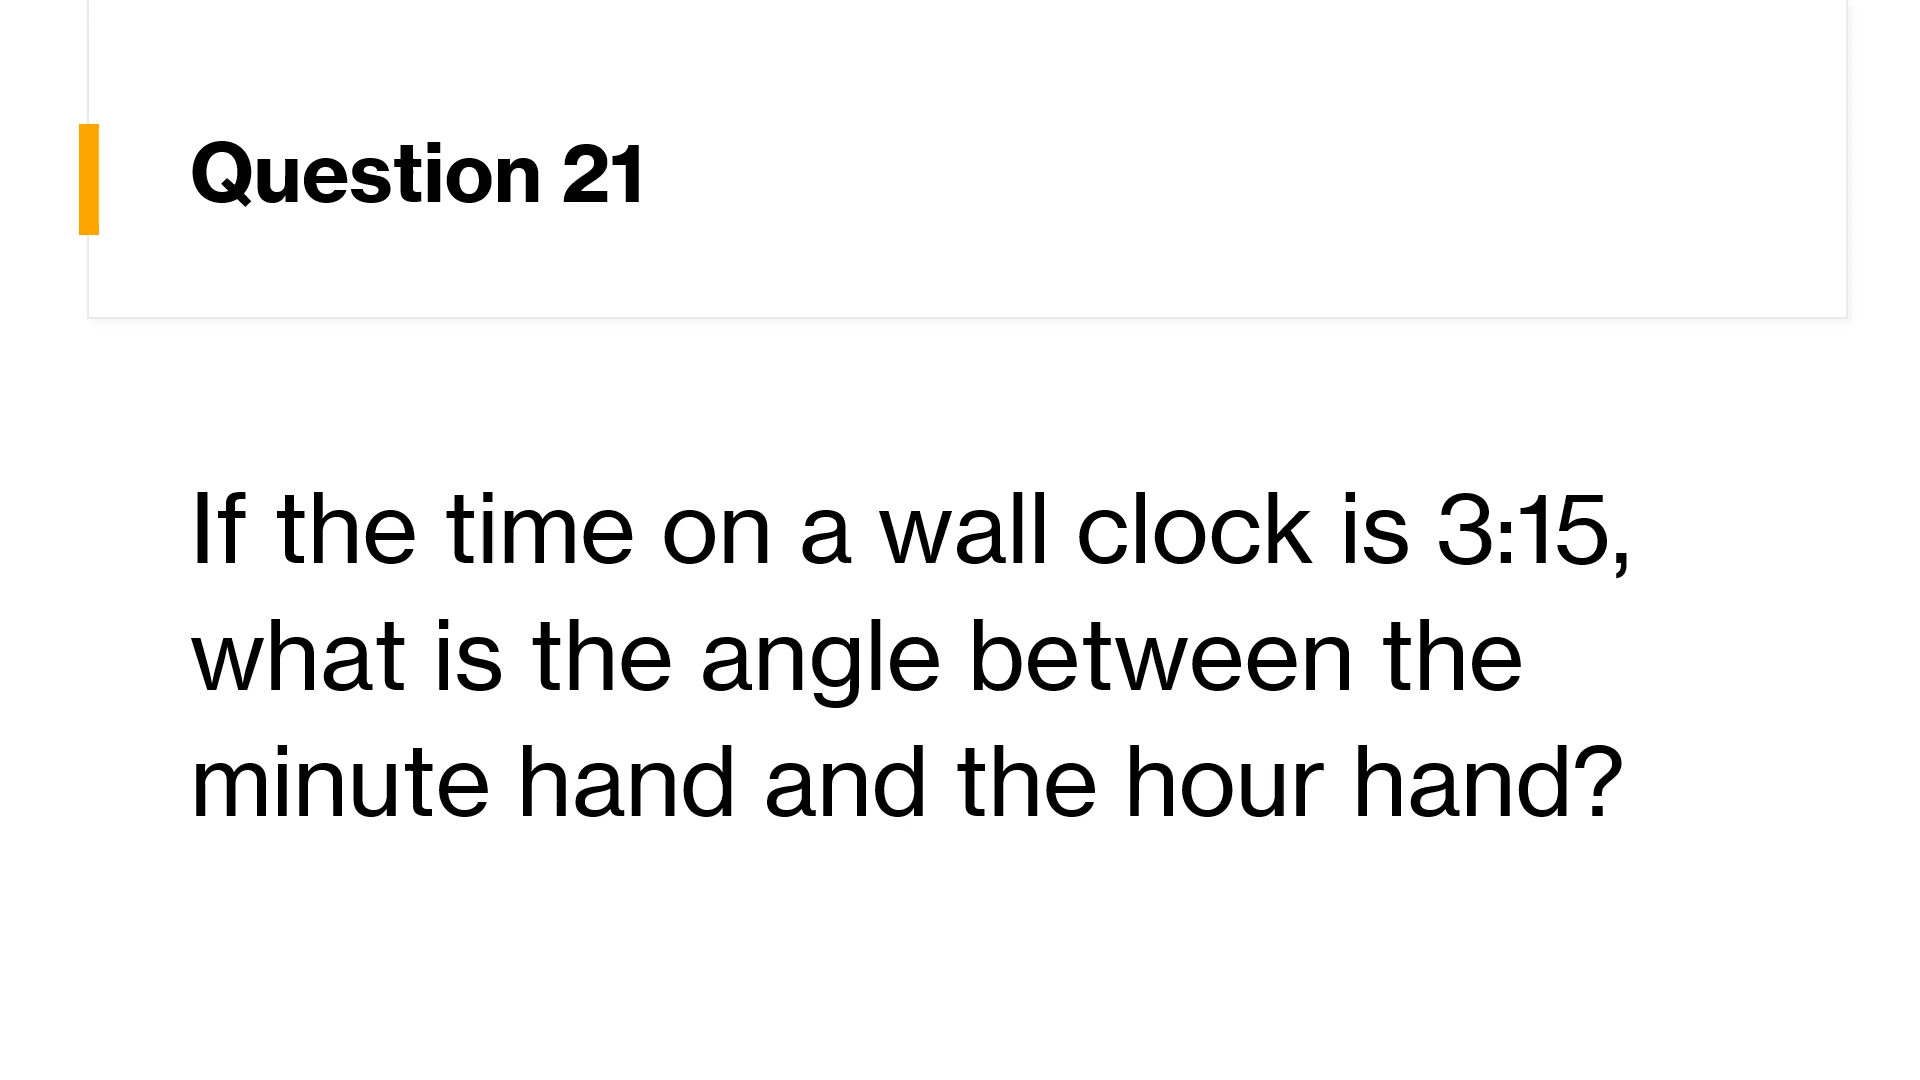 Question 21
If the time on a wall clock is 3:15,
what is the angle between the
minute hand and the hour hand?